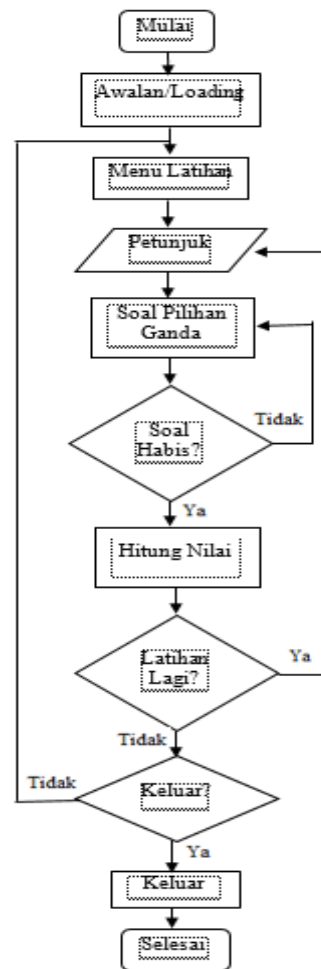 Mulai
Awalan/Loading
Menu Latihan
Petunjuk
Soal Pilihan
Ganda
Soal
Habis?
Tidak
Ya
Hitung Nilai
Latihan
Lagi?
Ya
Tidak
Keluar?
Tidak
Ya
Keluar
Selesai